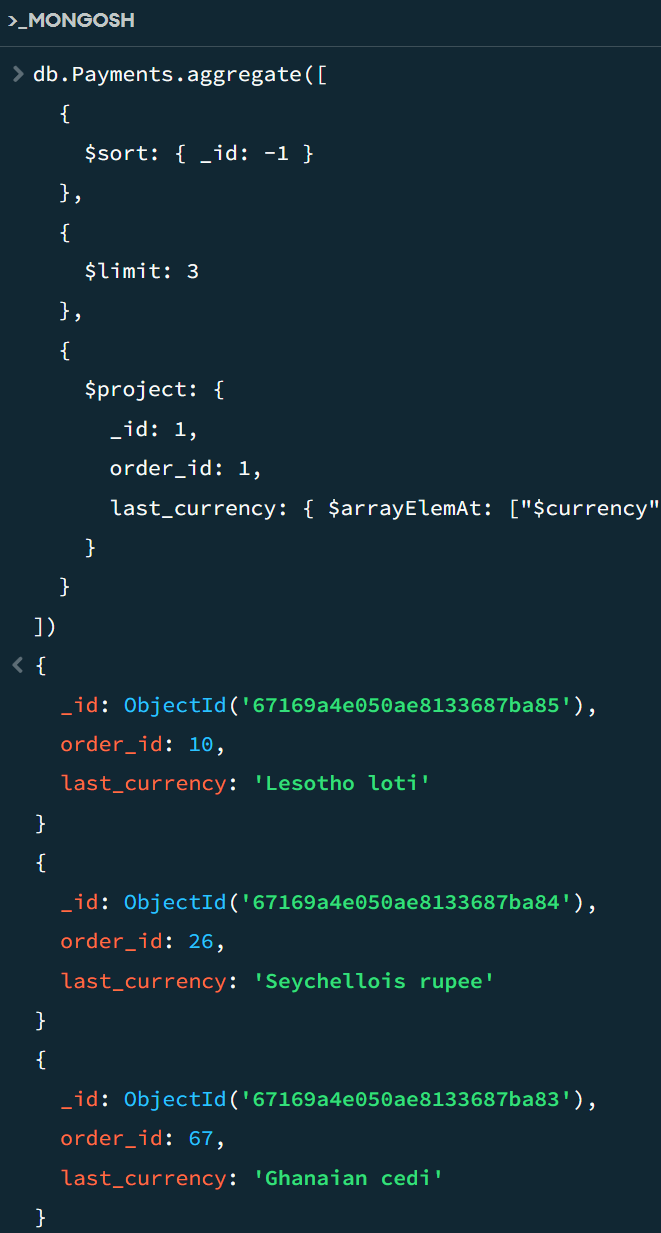 >_MONGOSH
> db.Payments.aggregate([
{
$sort: { _id: -1 }
},
{
$limit: 3
},
{
$project: {
_id: 1,
order_id: 1,
last_currency: { $arrayElemAt: ["$currency"
}
}
])
< {
_id: ObjectId('67169a4e050ae8133687ba85'),
order_id: 10,
last_currency: 'Lesotho loti'
}
{
_id: ObjectId('67169a4e050ae8133687ba84'),
order_id: 26,
last_currency: 'Seychellois rupee'
}
{
_id: ObjectId('67169a4e050ae8133687ba83'),
order_id: 67,
last_currency: 'Ghanaian cedi'
}